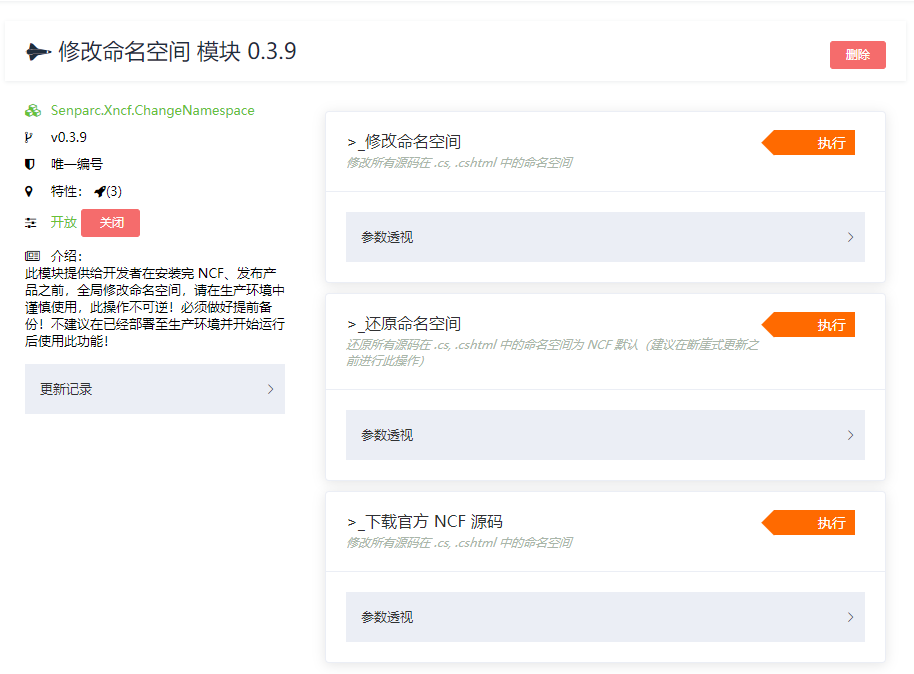 修改命名空间 模块 0.3.9
删除
Senparc.Xncf.ChangeNamespace
v0.3.9
唯一编号
特性： (3)
开放 关闭
介绍：
此模块提供给开发者在安装完 NCF、发布产
品之前，全局修改命名空间，请在生产环境中
谨慎使用，此操作不可逆！必须做好提前备
份！不建议在已经部署至生产环境并开始运行
后使用此功能！
更新记录
>_修改命名空间
执行
修改所有源码在 .cs, .cshtml 中的命名空间
参数透视
>_还原命名空间
执行
还原所有源码在 .cs, .cshtml 中的命名空间为 NCF 默认（建议在断崖式更新之
前进行此操作）
参数透视
>_下载官方 NCF 源码
执行
修改所有源码在 .cs, .cshtml 中的命名空间
参数透视